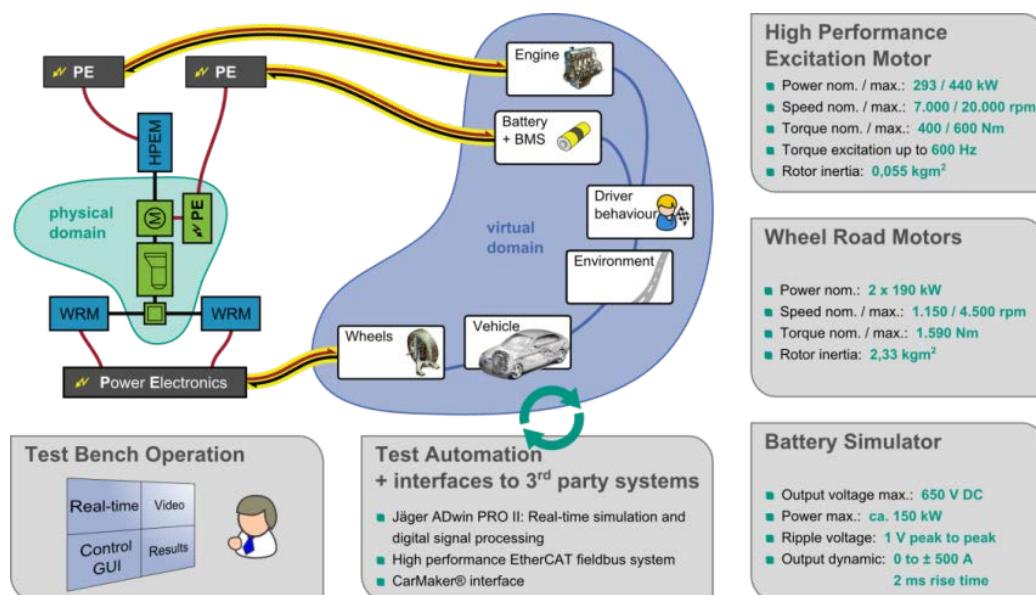 PE
PE
HPEM
M
PE
physical
domain
WRM
WRM
Power Electronics
Engine
Battery
+ BMS
Driver
behaviour
virtual
domain
Environment
Vehicle
Wheels
High Performance
Excitation Motor
Power nom. / max.: 293 / 440 kW
Speed nom. / max.: 7.000 / 20.000 rpm
Torque nom. / max.: 400 / 600 Nm
Torque excitation up to 600 Hz
Rotor inertia: 0,055 kgm²
Wheel Road Motors
Power nom.: 2 x 190 kW
Speed nom. / max.: 1.150 / 4.500 rpm
Torque nom. / max.: 1.590 Nm
Rotor inertia: 2,33 kgm²
Test Bench Operation
Real-time
Video
Control
GUI
Results
Test Automation
+ interfaces to 3rd party systems
Jäger ADwin PRO II: Real-time simulation and
digital signal processing
High performance EtherCAT fieldbus system
CarMaker® interface
Battery Simulator
Output voltage max.: 650 V DC
Power max.: ca. 150 kW
Ripple voltage: 1 V peak to peak
Output dynamic: 0 to ± 500 A
2 ms rise time